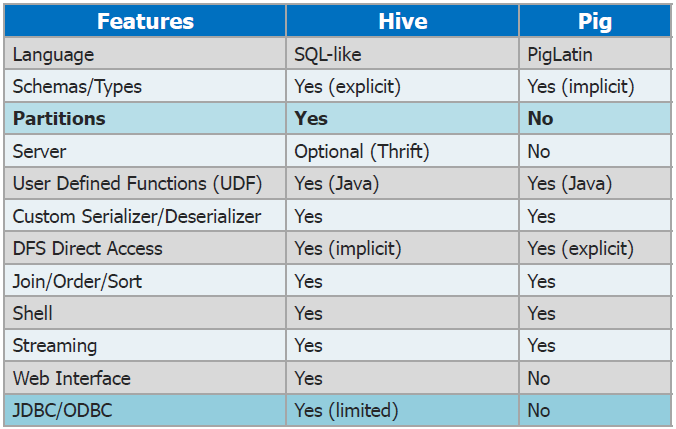 Features Hive Pig
Language SQL-like PigLatin
Schemas/Types Yes (explicit) Yes (implicit)
Partitions Yes No
Server Optional (Thrift) No
User Defined Functions (UDF) Yes (Java) Yes (Java)
Custom Serializer/Deserializer Yes Yes
DFS Direct Access Yes (implicit) Yes (explicit)
Join/Order/Sort Yes Yes
Shell Yes Yes
Streaming Yes Yes
Web Interface Yes No
JDBC/ODBC Yes (limited) No